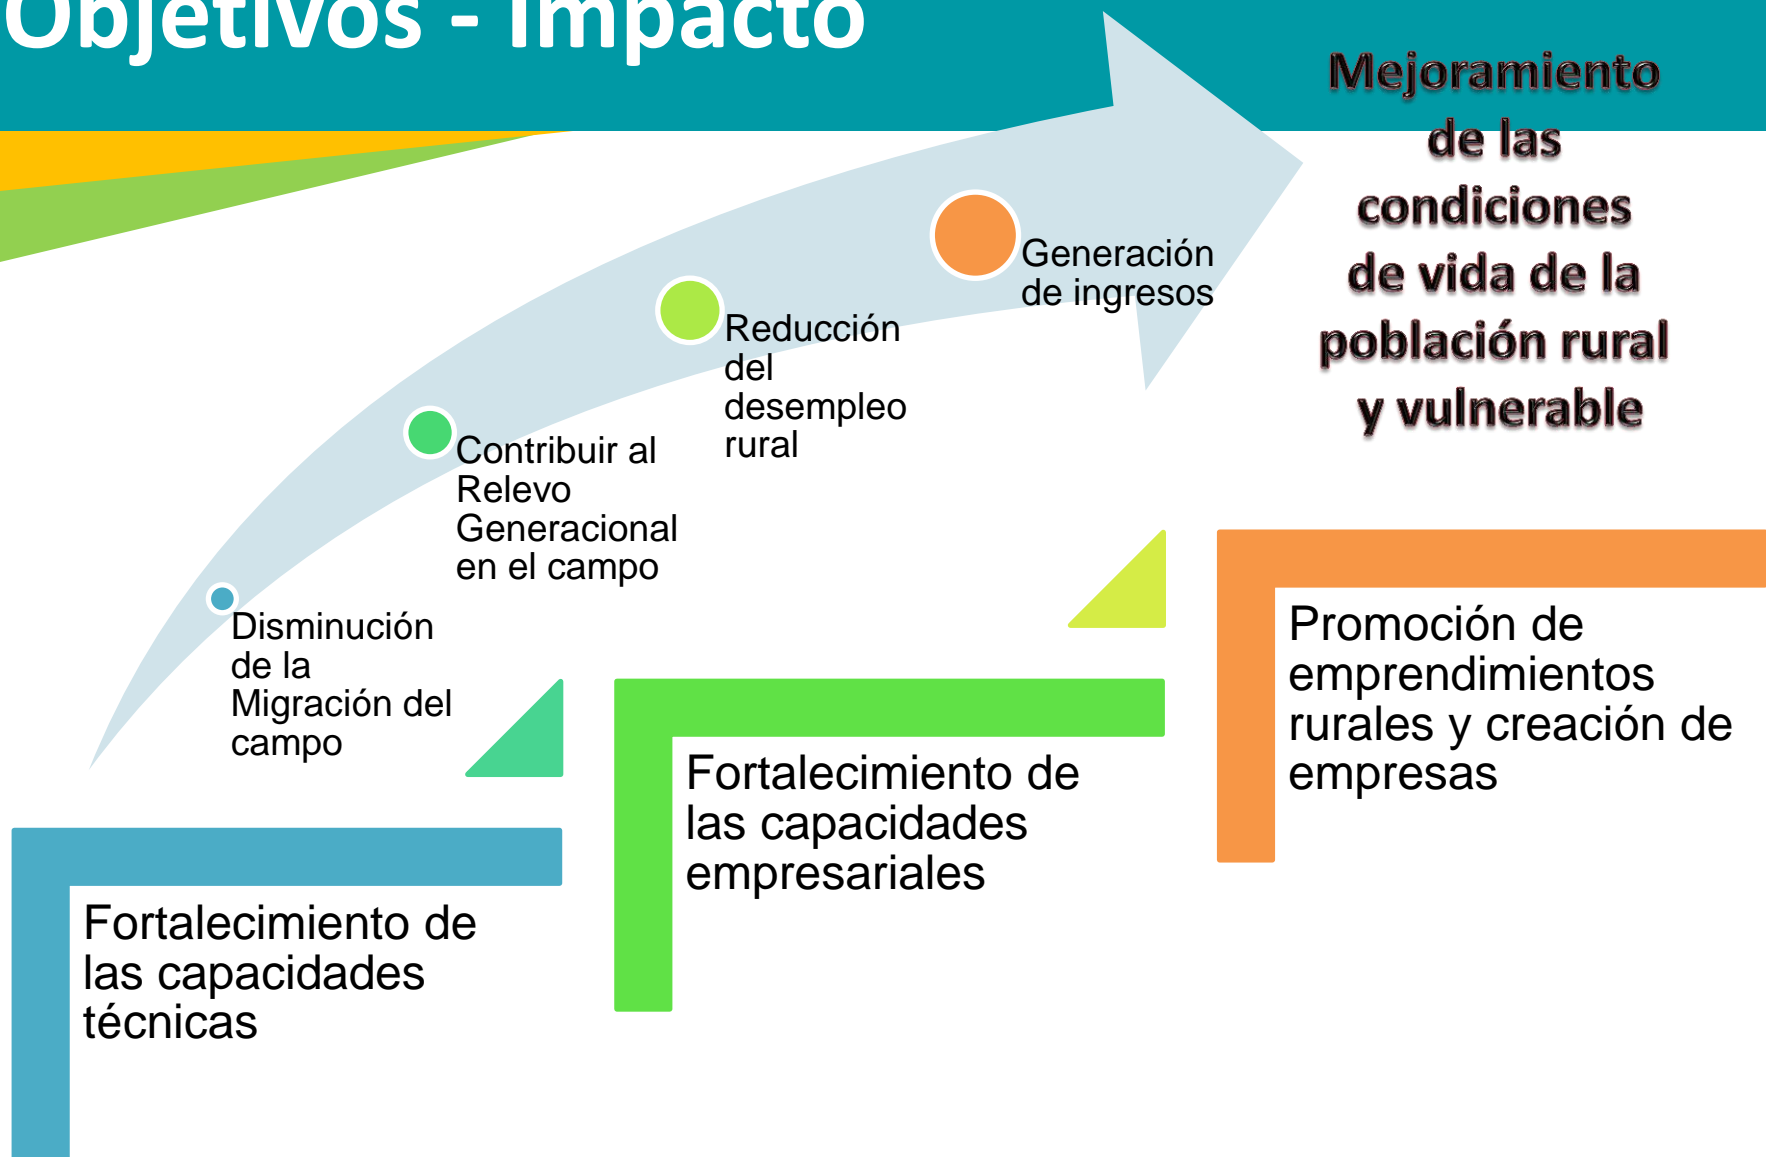 Objetivos - Impacto
Mejoramiento
de las
condiciones
de vida de la
población rural
y vulnerable
Generación
de ingresos
Reducción
del
desempleo
rural
Contribuir al
Relevo
Generacional
en el campo
Disminución
de la
Migración del
campo
Promoción de
emprendimientos
rurales y creación de
empresas
Fortalecimiento de
las capacidades
empresariales
Fortalecimiento de
las capacidades
técnicas